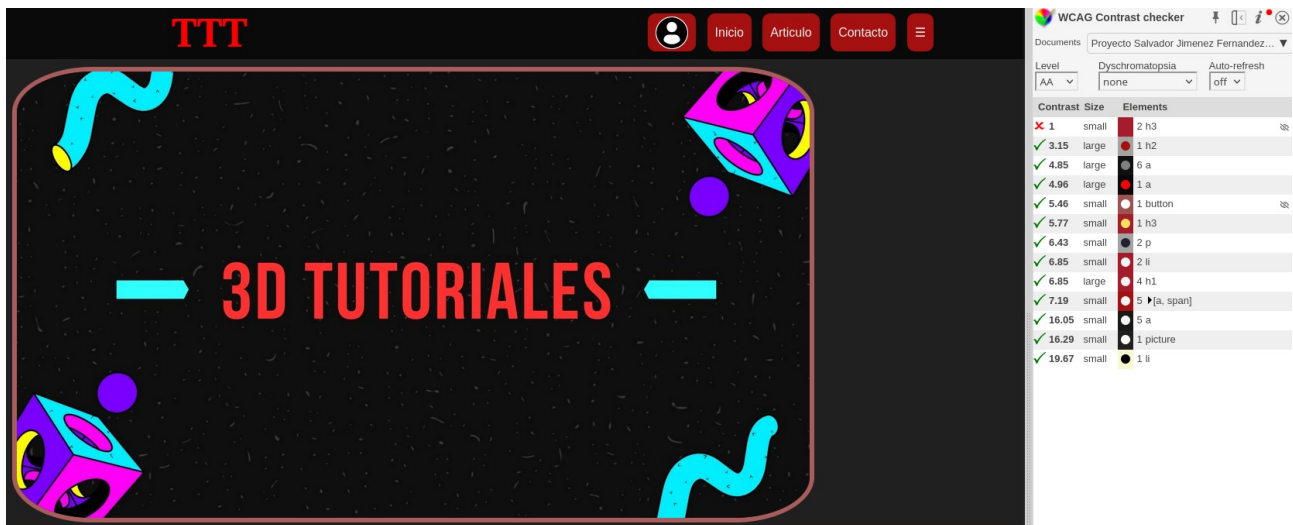 TTT
Inicio
Articulo
Contacto
☰
3D TUTORIALES
WCAG Contrast checker
Documents Proyecto Salvador Jimenez Fernandez...
Level Dyschromatopsia Auto-refresh
AA none off
Contrast Size Elements
1 small 2 h3
3.15 large 1 h2
4.85 large 6 a
4.96 large 1 a
5.46 small 1 button
5.77 small 1 h3
6.43 small 2 p
6.85 small 2 li
6.85 large 4 h1
7.19 small 5 [a, span]
16.05 small 5 a
16.29 small 1 picture
19.67 small 1 li